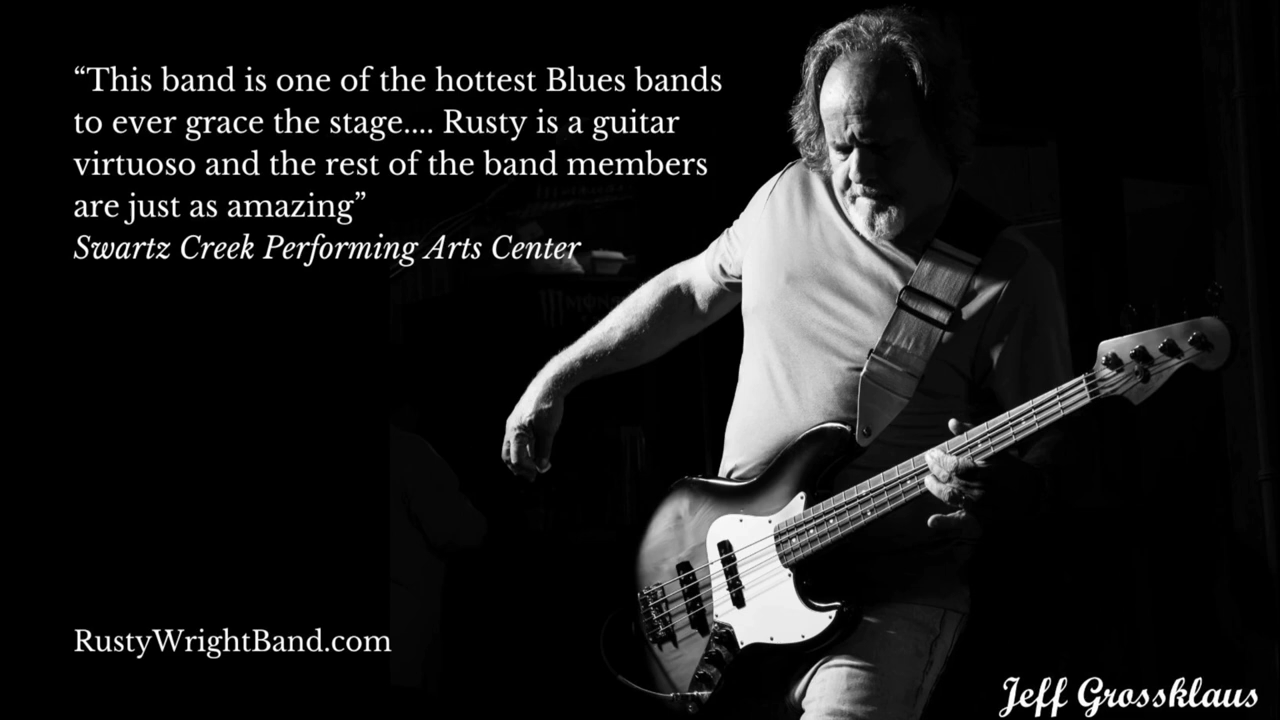 “This band is one of the hottest Blues bands
to ever grace the stage.... Rusty is a guitar
virtuoso and the rest of the band members
are just as amazing”
Swartz Creek Performing Arts Center
RustyWrightBand.com
Jeff Grossklaus